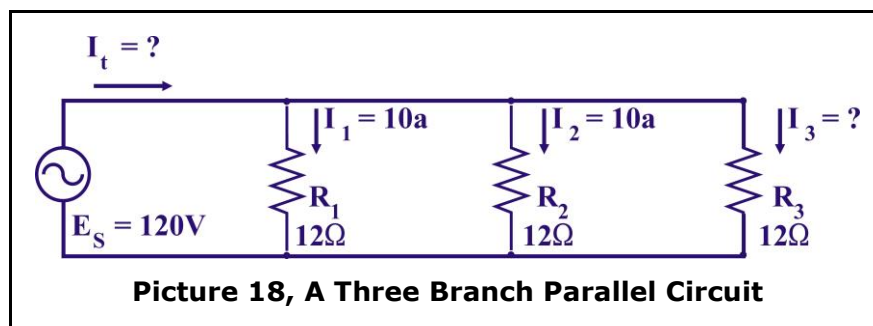 I_t = ?
I_1 = 10a
I_2 = 10a
I_3 = ?
R_1
12Ω
R_2
12Ω
R_3
12Ω
E_S = 120V
Picture 18, A Three Branch Parallel Circuit